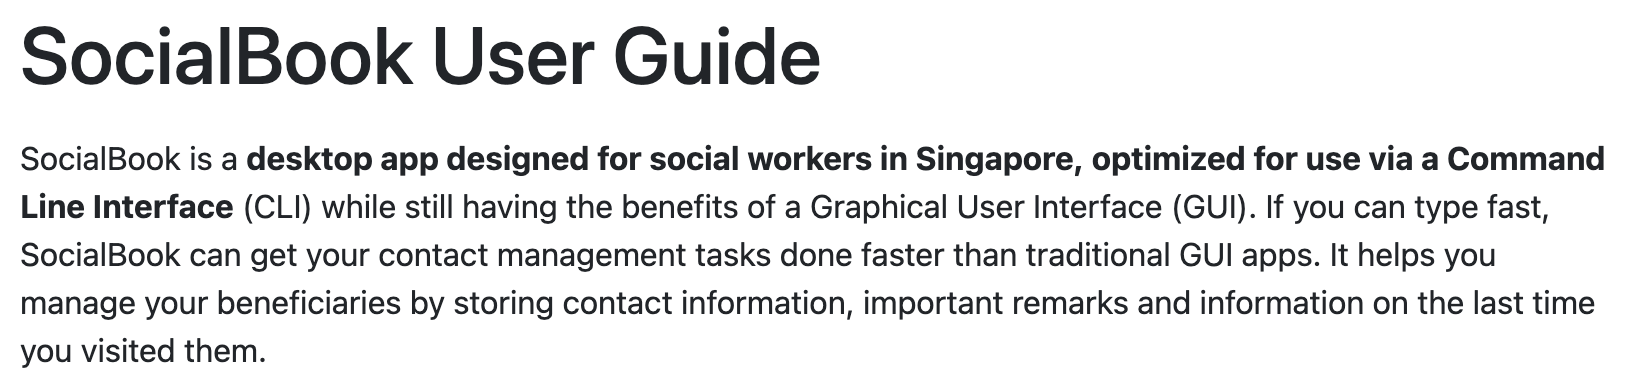 SocialBook User Guide
SocialBook is a desktop app designed for social workers in Singapore, optimized for use via a Command
Line Interface (CLI) while still having the benefits of a Graphical User Interface (GUI). If you can type fast,
SocialBook can get your contact management tasks done faster than traditional GUI apps. It helps you
manage your beneficiaries by storing contact information, important remarks and information on the last time
you visited them.